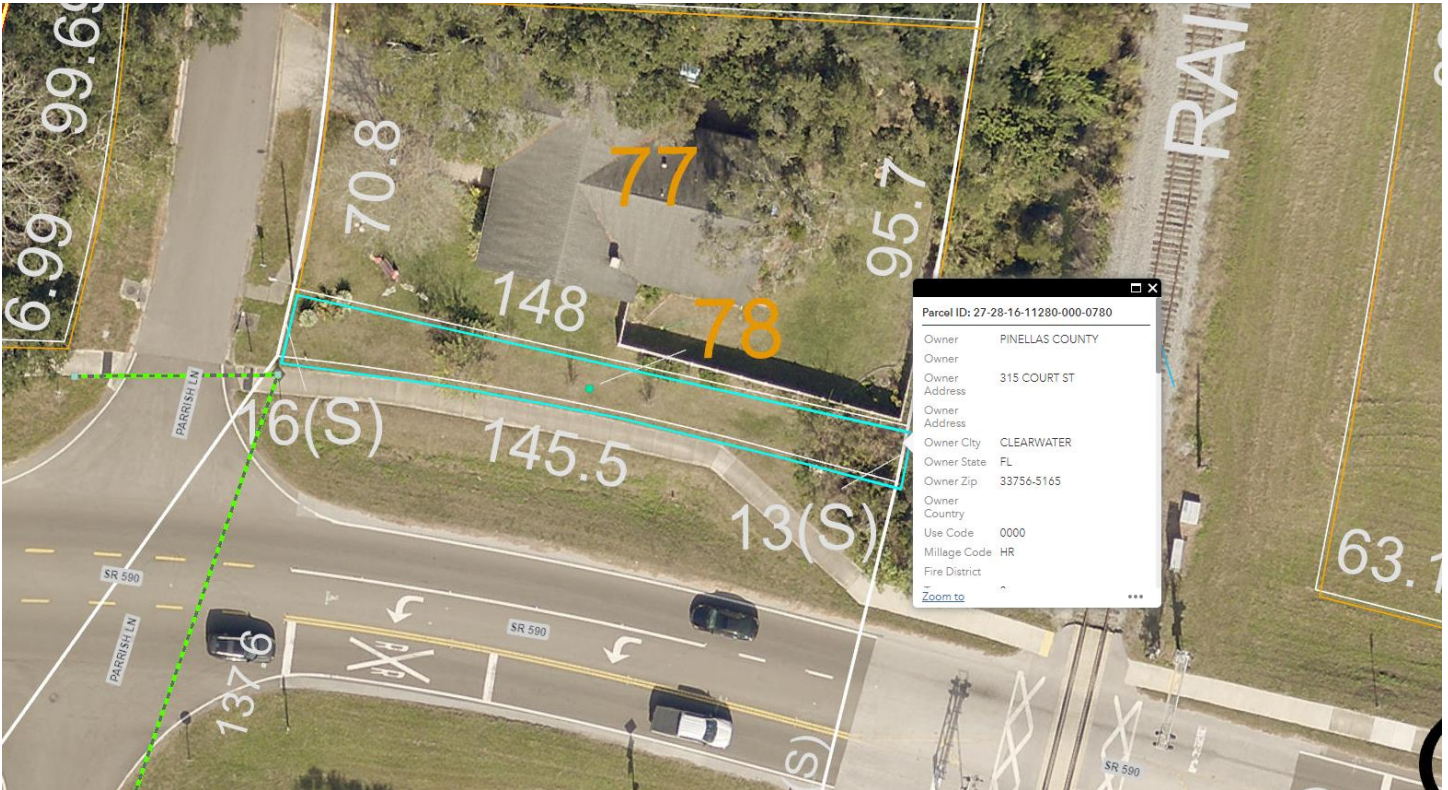 99.69
6.99
70.8
77
95.7
RAI
148
78
PARRISH LN
16(S)
145.5
13(S)
63.1
SR 590
SR 590
PARRISH LN
137.6
R R
(S)
SR 590
Parcel ID: 27-28-16-11280-000-0780
Owner PINELLAS COUNTY
Owner
Owner Address 315 COURT ST
Owner Address
Owner City CLEARWATER
Owner State FL
Owner Zip 33756-5165
Owner Country
Use Code 0000
Millage Code HR
Fire District
Zoom to